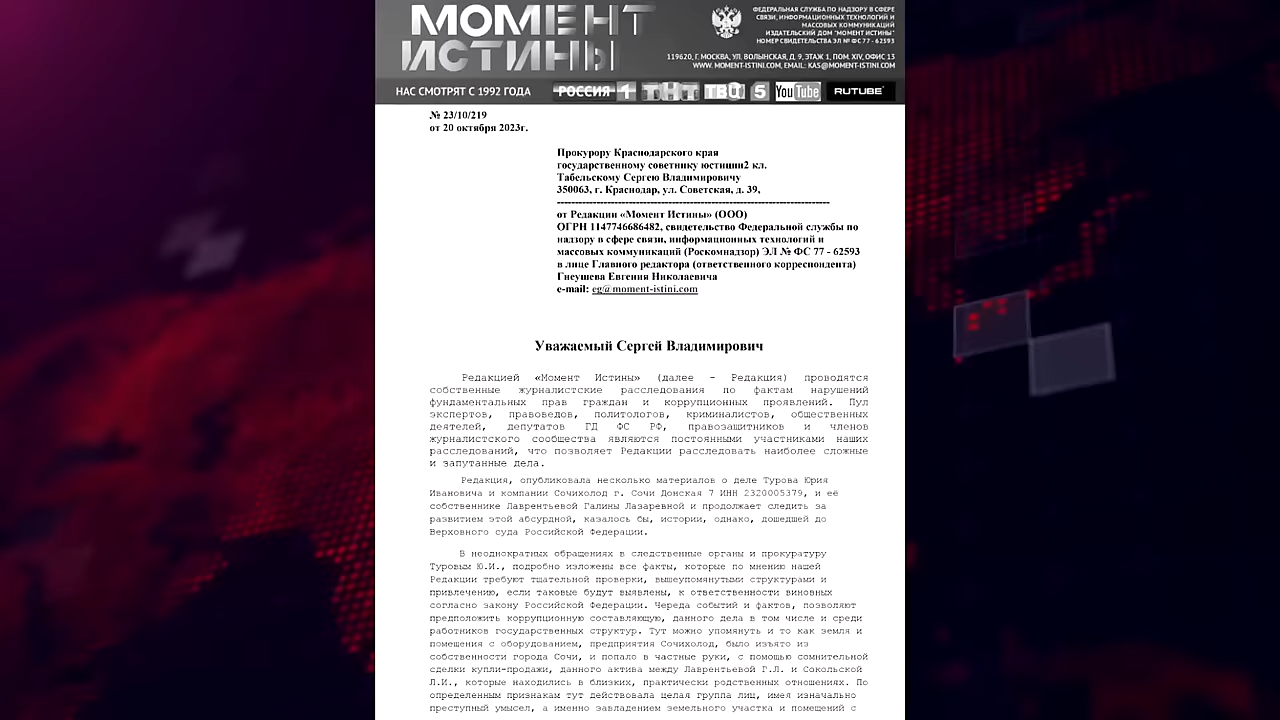 МОМЕНТ
ИСТИНЫ
ФЕДЕРАЛЬНАЯ СЛУЖБА ПО НАДЗОРУ В СФЕРЕ
СВЯЗИ, ИНФОРМАЦИОННЫХ ТЕХНОЛОГИЙ И
МАССОВЫХ КОММУНИКАЦИЙ
ИЗДАТЕЛЬСКИЙ ДОМ "МОМЕНТ ИСТИНЫ"
НОМЕР СВИДЕТЕЛЬСТВА ЭЛ № ФС 77 - 62593
119620, Г. МОСКВА, УЛ. ВОЛЫНСКАЯ, Д. 9, ЭТАЖ 1, ПОМ. XIV, ОФИС 13
WWW. MOMENT-ISTINI.COM, EMAIL: KAS@MOMENT-ISTINI.COM
НАС СМОТРЯТ С 1992 ГОДА РОССИЯ 1 ТНТ ТВЦ 5 YouTube RUTUBE
№ 23/10/219
от 20 октября 2023г.
Прокурору Краснодарского края
государственному советнику юстиции2 кл.
Табельскому Сергею Владимировичу
350063, г. Краснодар, ул. Советская, д. 39,
от Редакции «Момент Истины» (ООО)
ОГРН 1147746686482, свидетельство Федеральной службы по
надзору в сфере связи, информационных технологий и
массовых коммуникаций (Роскомнадзор) ЭЛ № ФС 77 - 62593
в лице Главного редактора (ответственного корреспондента)
Гнеушева Евгения Николаевича
e-mail: eg@moment-istini.com
Уважаемый Сергей Владимирович
Редакцией «Момент Истины» (далее – Редакция) проводятся
собственные журналистские расследования по фактам нарушений
фундаментальных прав граждан и коррупционных проявлений. Пул
экспертов, правоведов, политологов, криминалистов, общественных
деятелей, депутатов ГД ФС РФ, правозащитников и членов
журналистского сообщества являются постоянными участниками наших
расследований, что позволяет Редакции расследовать наиболее сложные
и запутанные дела.
Редакция, опубликовала несколько материалов о деле Турова Юрия
Ивановича и компании Сочихолод г. Сочи Донская 7 ИНН 2320005379, и её
собственнике Лаврентьевой Галины Лазаревной и продолжает следить за
развитием этой абсурдной, казалось бы, истории, однако, дошедшей до
Верховного суда Российской Федерации.
В неоднократных обращениях в следственные органы и прокуратуру
Туровым Ю.И., подробно изложены все факты, которые по мнению нашей
Редакции требуют тщательной проверки, вышеупомянутыми структурами и
привлечению, если таковые будут выявлены, к ответственности виновных
согласно закону Российской Федерации. Череда событий и фактов, позволяют
предположить коррупционную составляющую, данного дела в том числе и среди
работников государственных структур. Тут можно упомянуть и то как земля и
помещения с оборудованием, предприятия Сочихолод, было изъято из
собственности города Сочи, и попало в частные руки, с помощью сомнительной
сделки купли-продажи, данного актива между Лаврентьевой Г.Л. и Сокольской
Л.И., которые находились в близких, практически родственных отношениях. По
определенным признакам тут действовала целая группа лиц, имея изначально
преступный умысел, а именно завладением земельного участка и помещений с